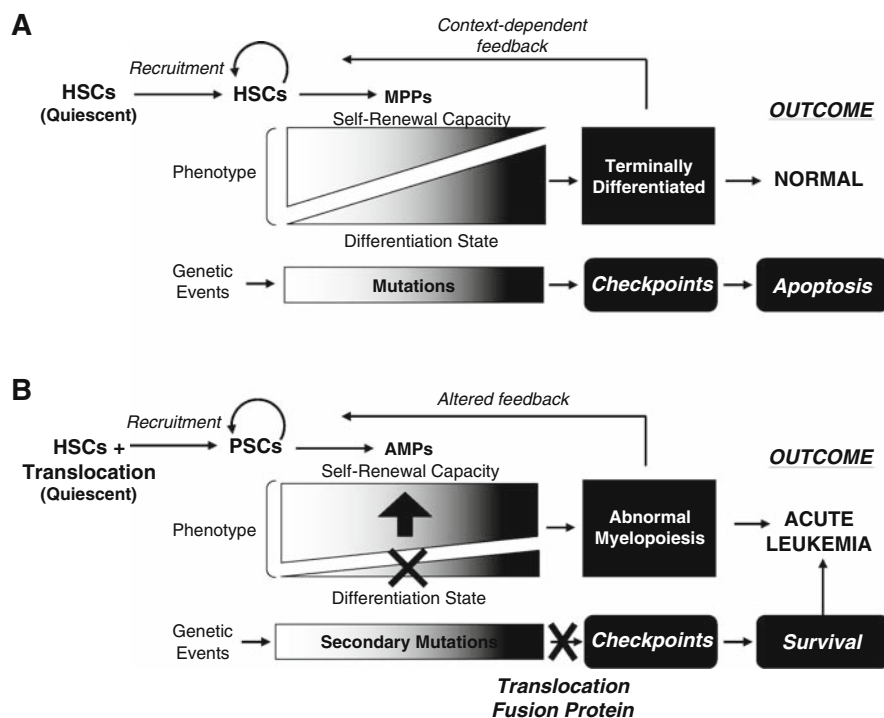 A
Context-dependent
feedback
Recruitment
HSCs
(Quiescent)
HSCs
MPPs
Self-Renewal Capacity
OUTCOME
Phenotype
Terminally
Differentiated
NORMAL
Differentiation State
Genetic
Events
Mutations
Checkpoints
Apoptosis
B
Altered feedback
Recruitment
HSCs +
Translocation
(Quiescent)
PSCs
AMPs
Self-Renewal Capacity
OUTCOME
Phenotype
Abnormal
Myelopoiesis
ACUTE
LEUKEMIA
Differentiation State
Genetic
Events
Secondary Mutations
Checkpoints
Survival
Translocation
Fusion Protein